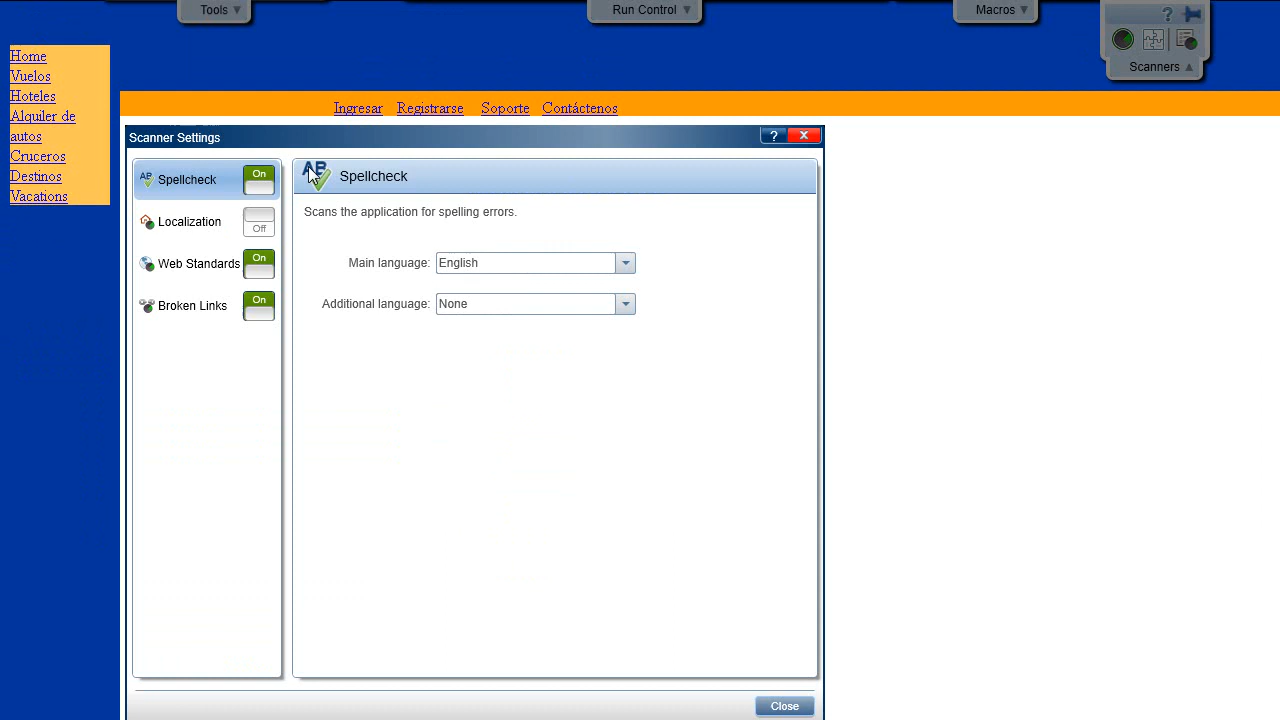 Tools
Run Control
Macros
?
Scanners
Home
Vuelos
Hoteles
Alquiler de
autos
Cruceros
Destinos
Vacations
Ingresar Registrarse Soporte Contáctenos
Scanner Settings
?
Spellcheck On
Localization Off
Web Standards On
Broken Links On
AB Spellcheck
Scans the application for spelling errors.
Main language: English
Additional language: None
Close